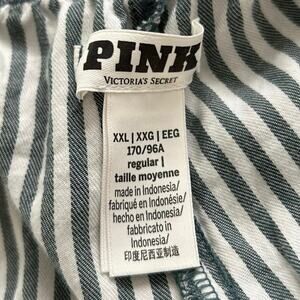 PINK
VICTORIA'S SECRET
XXL | XXG | EEG
170/96A
regular |
taille moyenne
made in Indonesia/
fabriqué en Indonésie/
hecho en Indonesia/
fabbricato in
Indonesia/
印度尼西亚制造